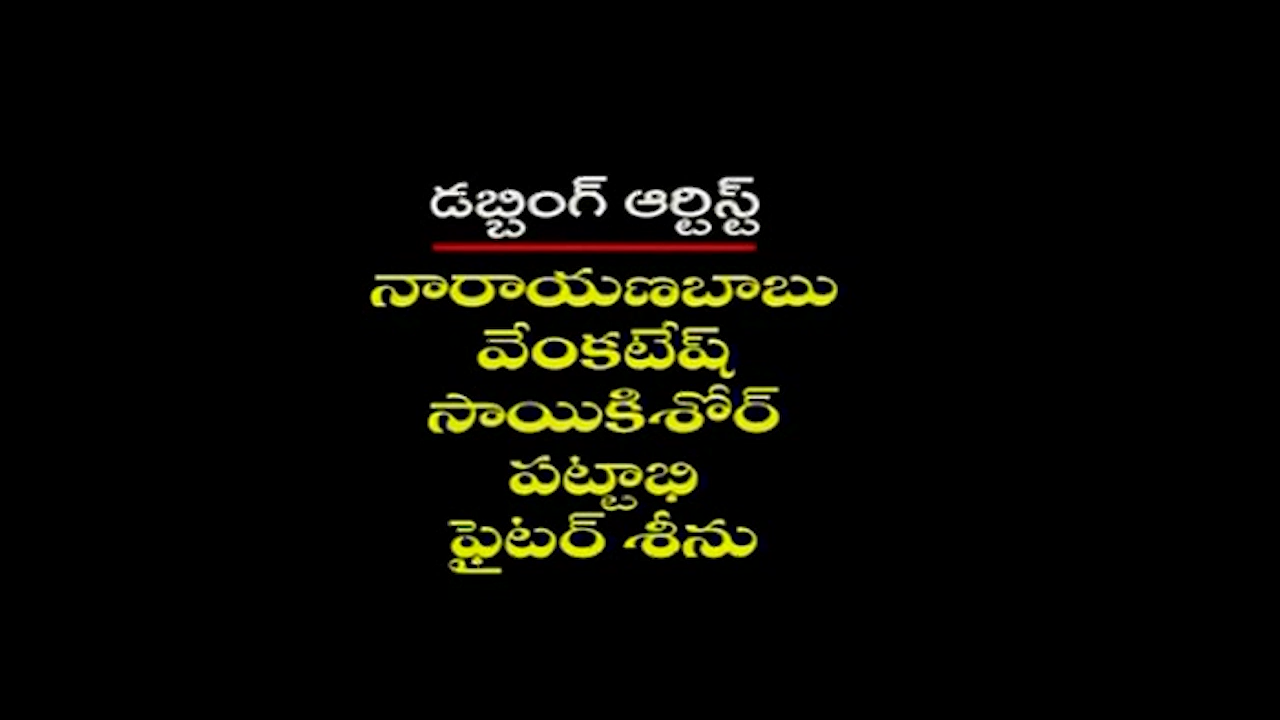 డబ్బింగ్ ఆర్టిస్ట్
నారాయణబాబు
వేంకటేష్
సాయికిశోర్
పట్టాభి
ఫైటర్ శీను